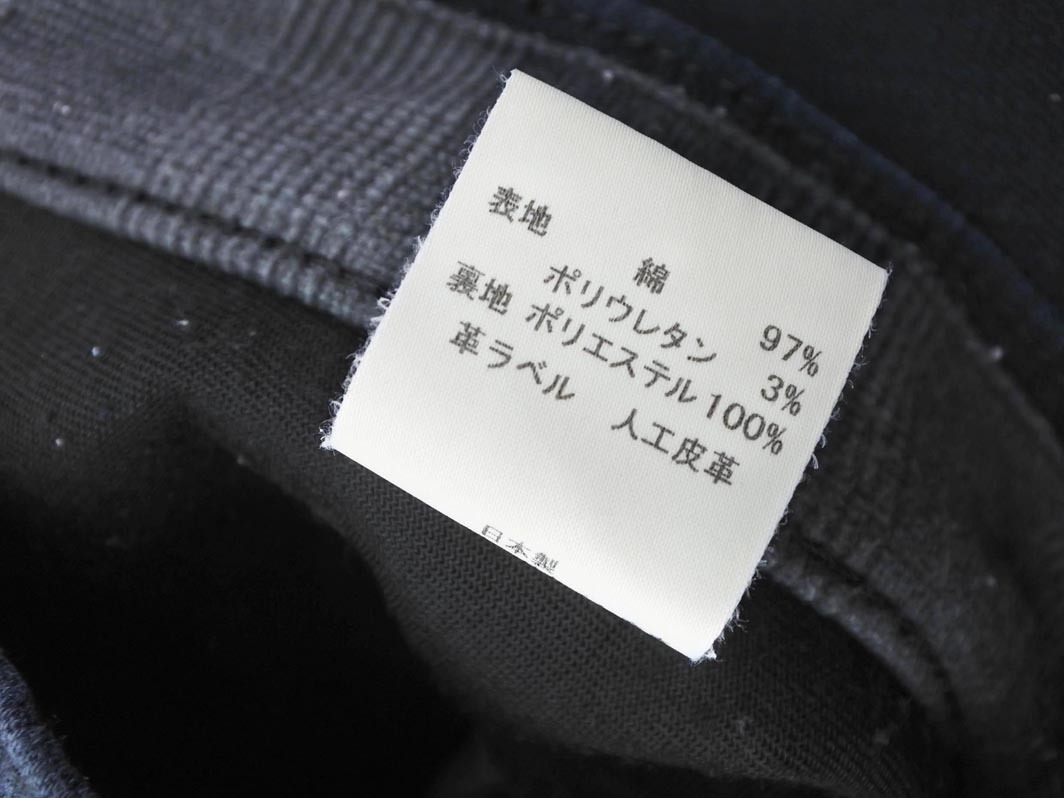 表地
綿 97%
ポリウレタン 3%
裏地 ポリエステル 100%
革ラベル 人工皮革
日本製